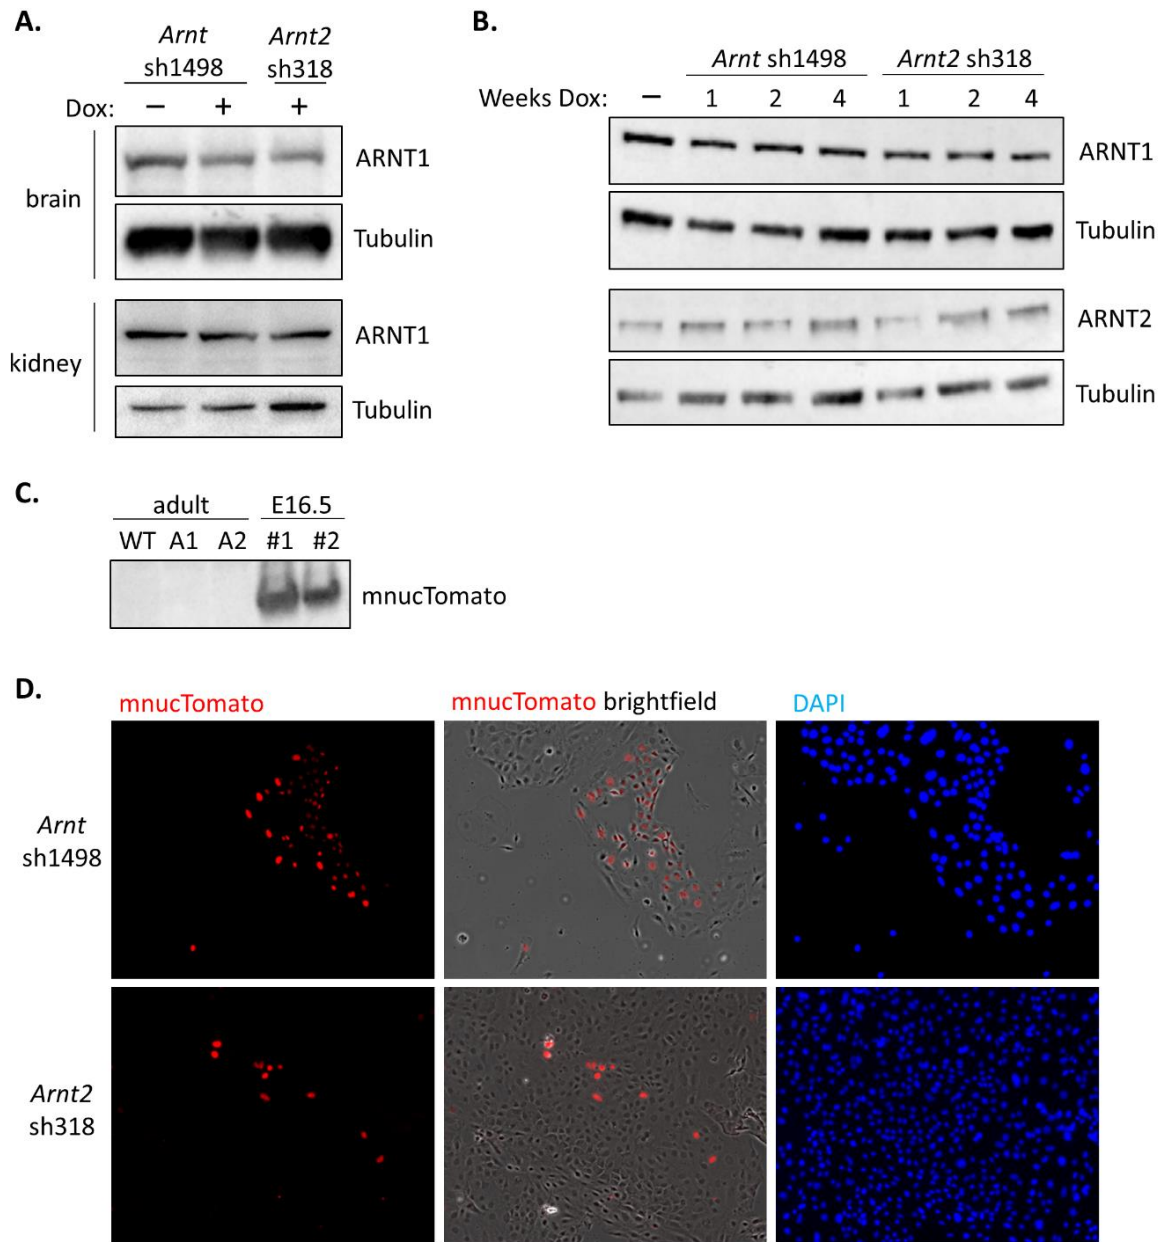 A.
Arnt Arnt2
sh1498 sh318
Dox: – + +
brain
ARNT1
Tubulin
kidney
ARNT1
Tubulin
B.
Arnt sh1498 Arnt2 sh318
Weeks Dox: – 1 2 4 1 2 4
ARNT1
Tubulin
ARNT2
Tubulin
C.
adult E16.5
WT A1 A2 #1 #2
mnucTomato
D.
mnucTomato mnucTomato brightfield DAPI
Arnt
sh1498
Arnt2
sh318